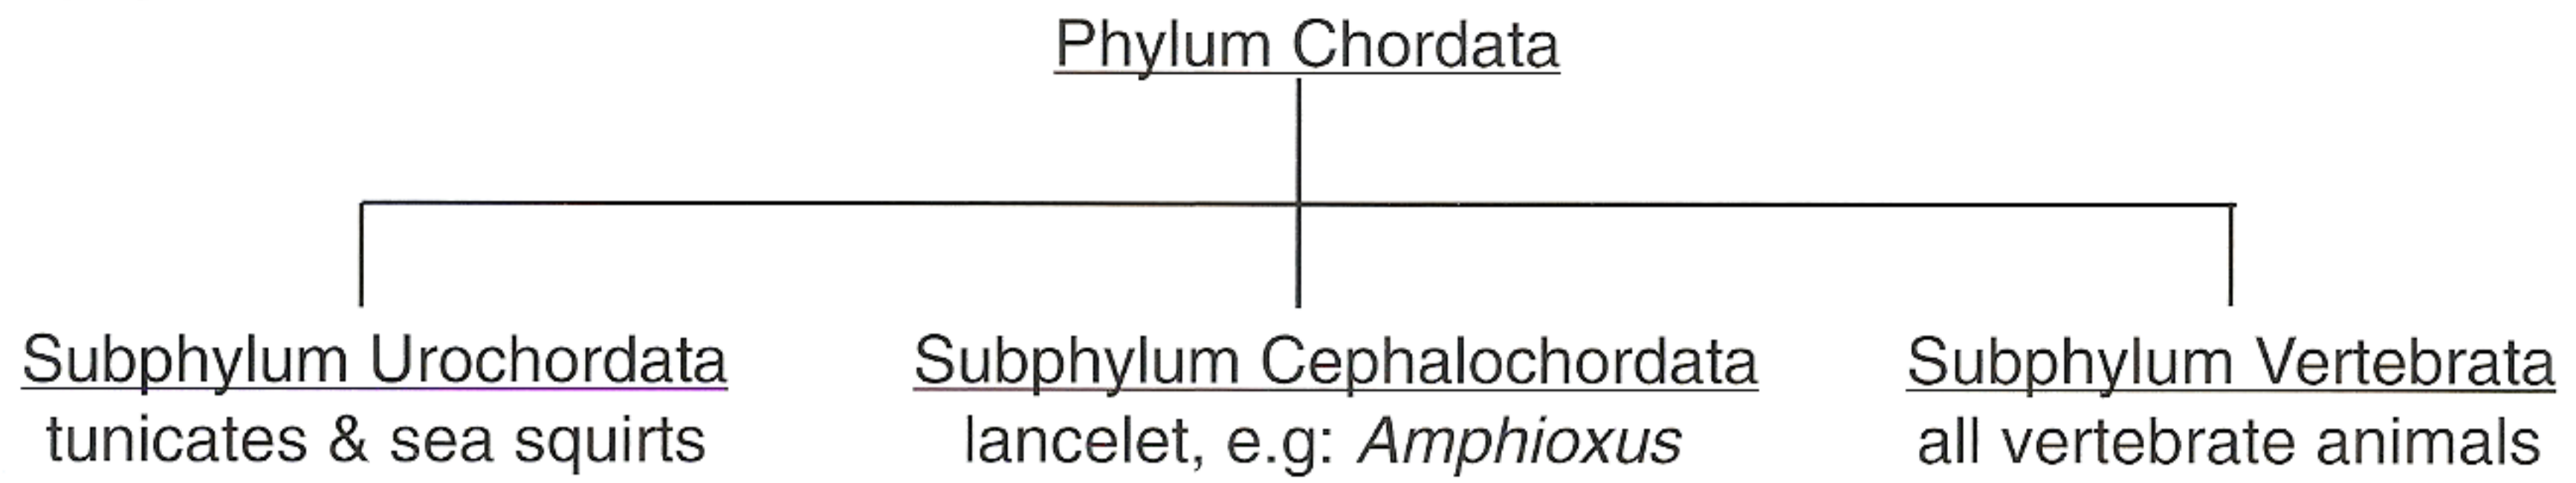 Phylum Chordata
Subphylum Urochordata
tunicates & sea squirts
Subphylum Cephalochordata
lancelet, e.g: Amphioxus
Subphylum Vertebrata
all vertebrate animals